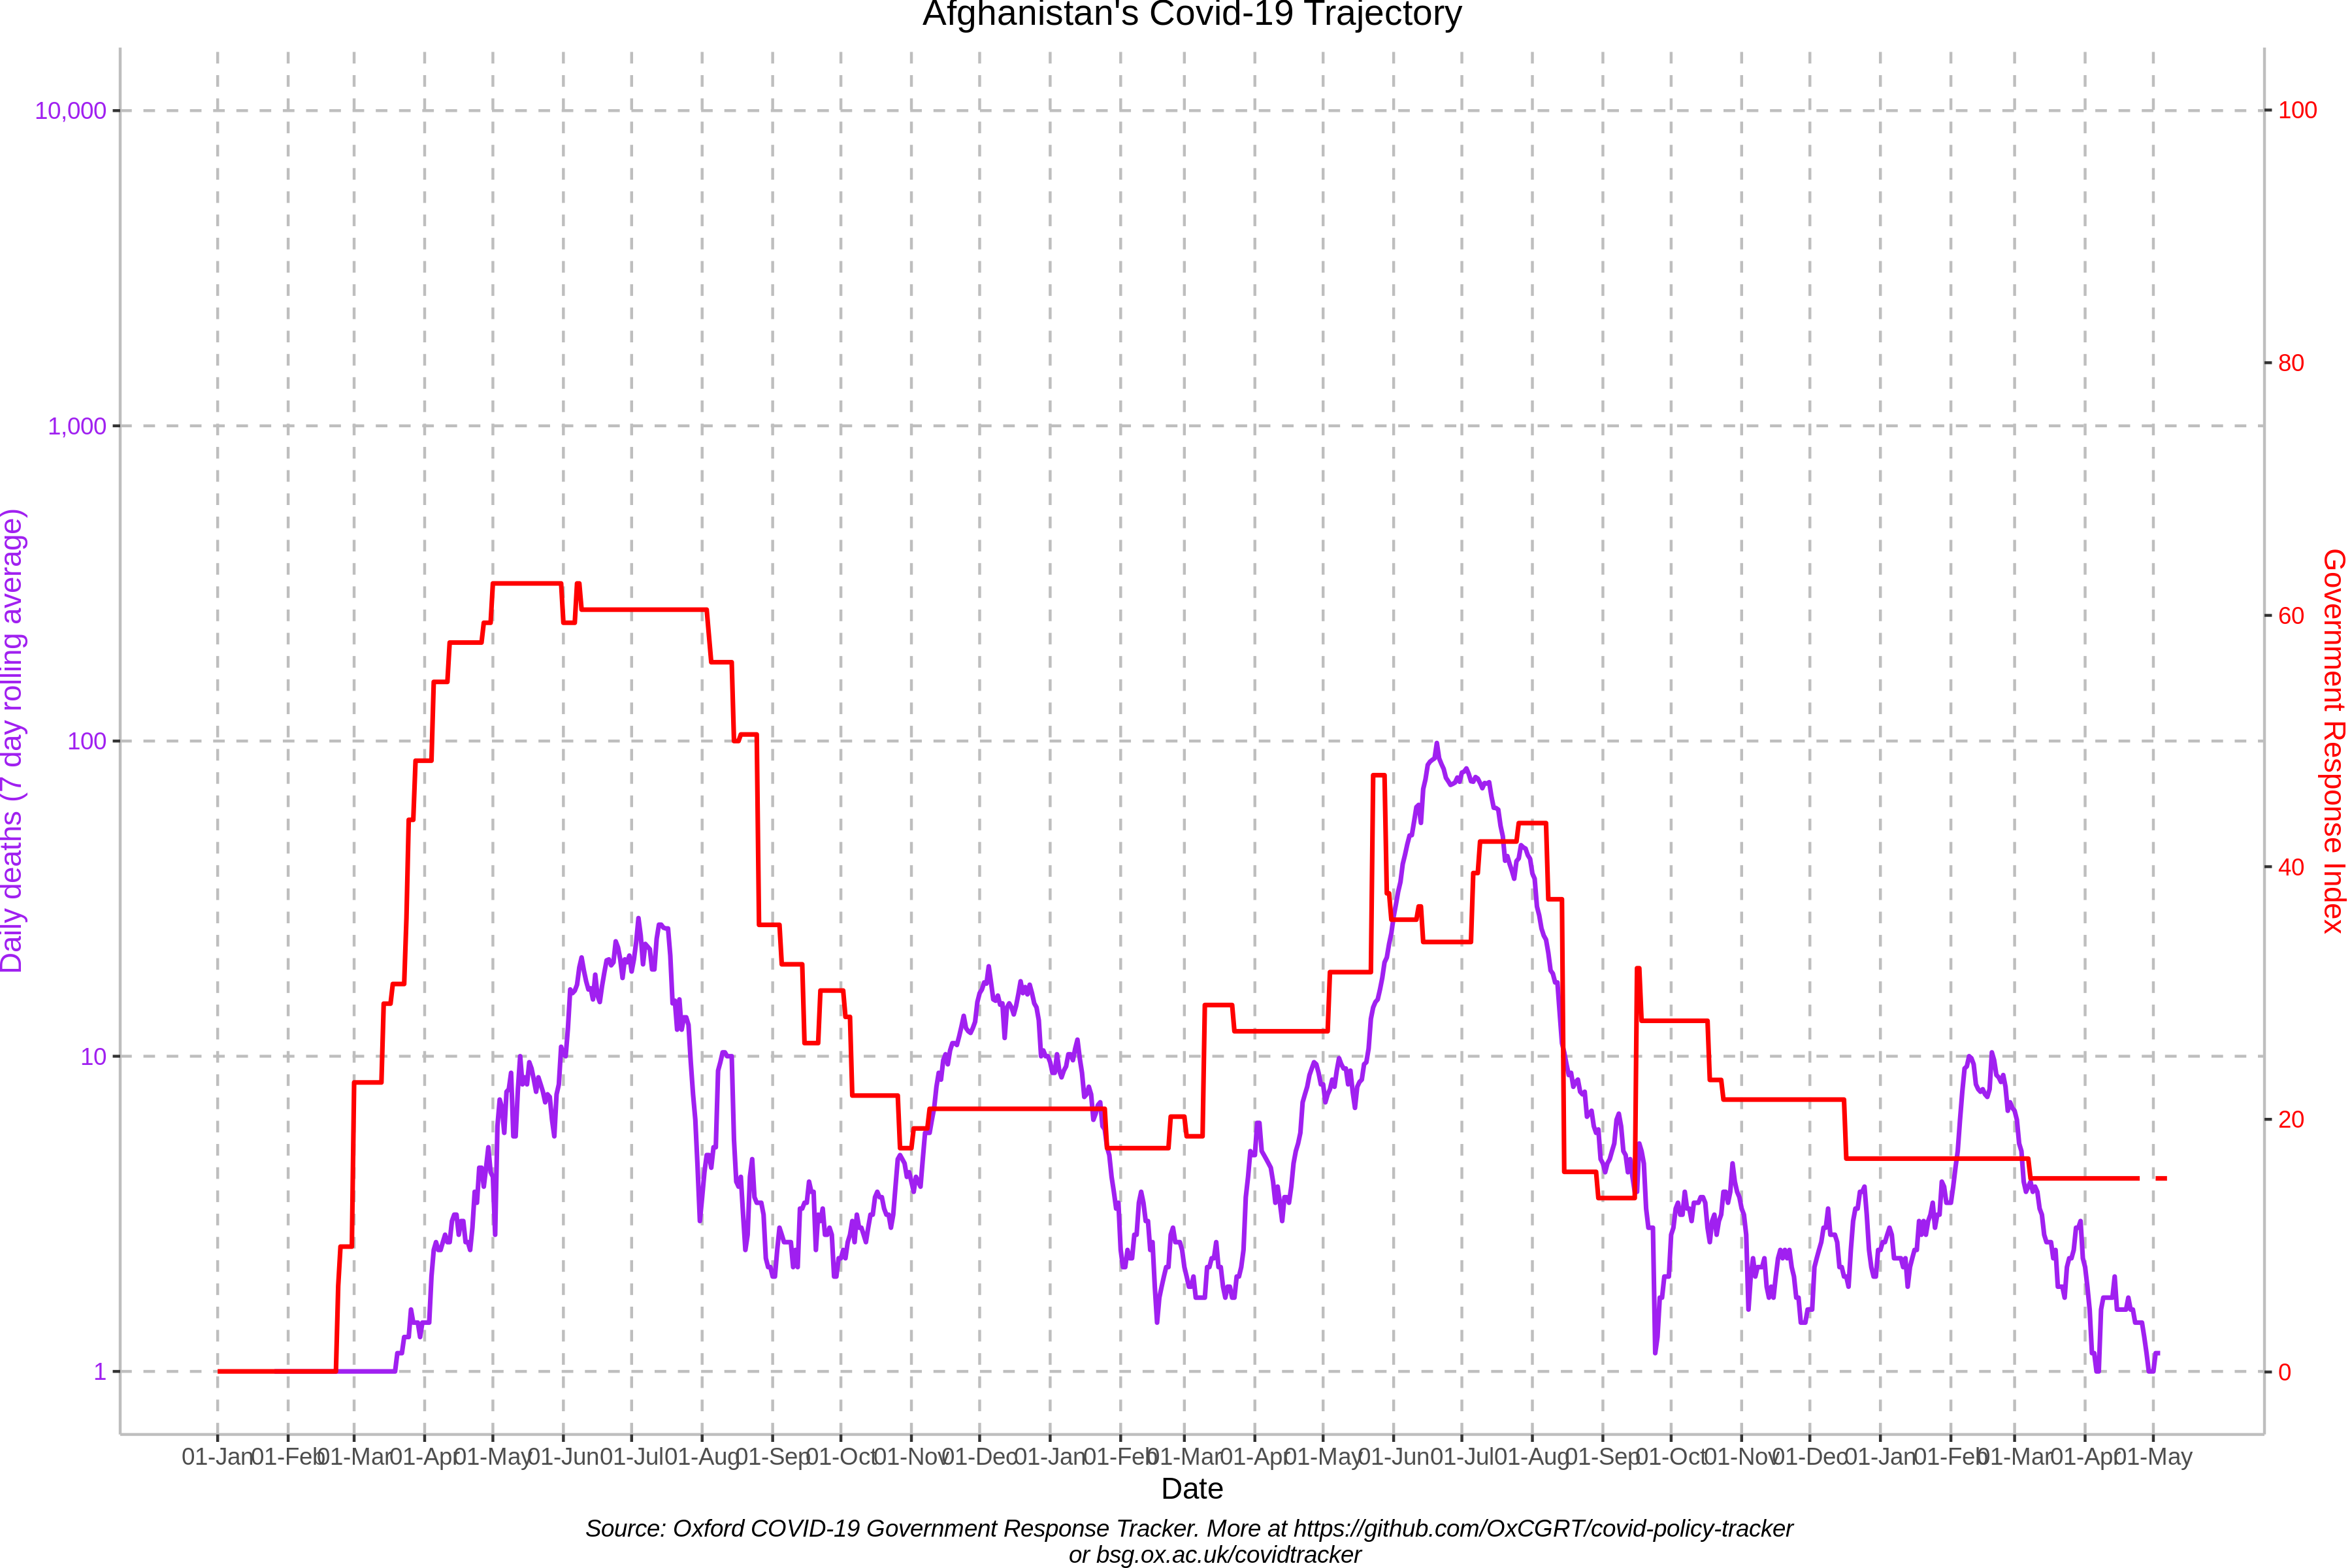 Afghanistan's Covid-19 Trajectory
Daily deaths (7 day rolling average)
10,000
1,000
100
10
1
Government Response Index
100
80
60
40
20
0
01-Jan 01-Feb 01-Mar 01-Apr 01-May 01-Jun 01-Jul 01-Aug 01-Sep 01-Oct 01-Nov 01-Dec 01-Jan 01-Feb 01-Mar 01-Apr 01-May 01-Jun 01-Jul 01-Aug 01-Sep 01-Oct 01-Nov 01-Dec 01-Jan 01-Feb 01-Mar 01-Apr 01-May
Date
Source: Oxford COVID-19 Government Response Tracker. More at https://github.com/OxCGRT/covid-policy-tracker
or bsg.ox.ac.uk/covidtracker